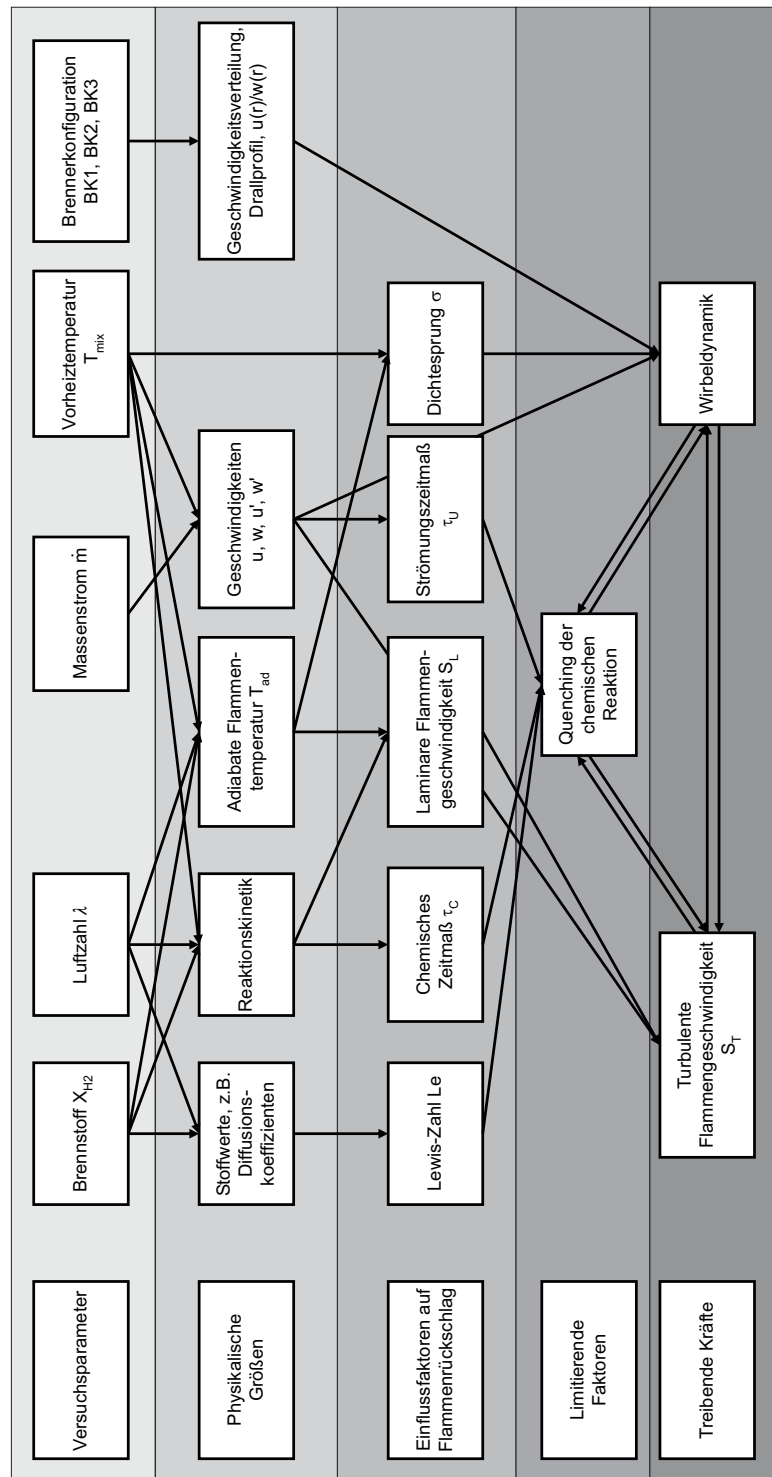 Versuchsparameter
Brennstoff X_H2
Luftzahl λ
Massenstrom ṁ
Vorheiztemperatur
T_mix
Brennerkonfiguration
BK1, BK2, BK3
Physikalische
Größen
Stoffwerte, z.B.
Diffusions-
koeffizienten
Reaktionskinetik
Adiabate Flammen-
temperatur T_ad
Geschwindigkeiten
u, w, u', w'
Geschwindigkeitsverteilung,
Drallprofil, u(r)/w(r)
Einflussfaktoren auf
Flammenrückschlag
Lewis-Zahl Le
Chemisches
Zeitmaß τ_C
Laminare Flammen-
geschwindigkeit S_L
Strömungszeitmaß
τ_U
Dichtesprung σ
Limitierende
Faktoren
Quenching der
chemischen
Reaktion
Treibende Kräfte
Turbulente
Flammengeschwindigkeit
S_T
Wirbeldynamik